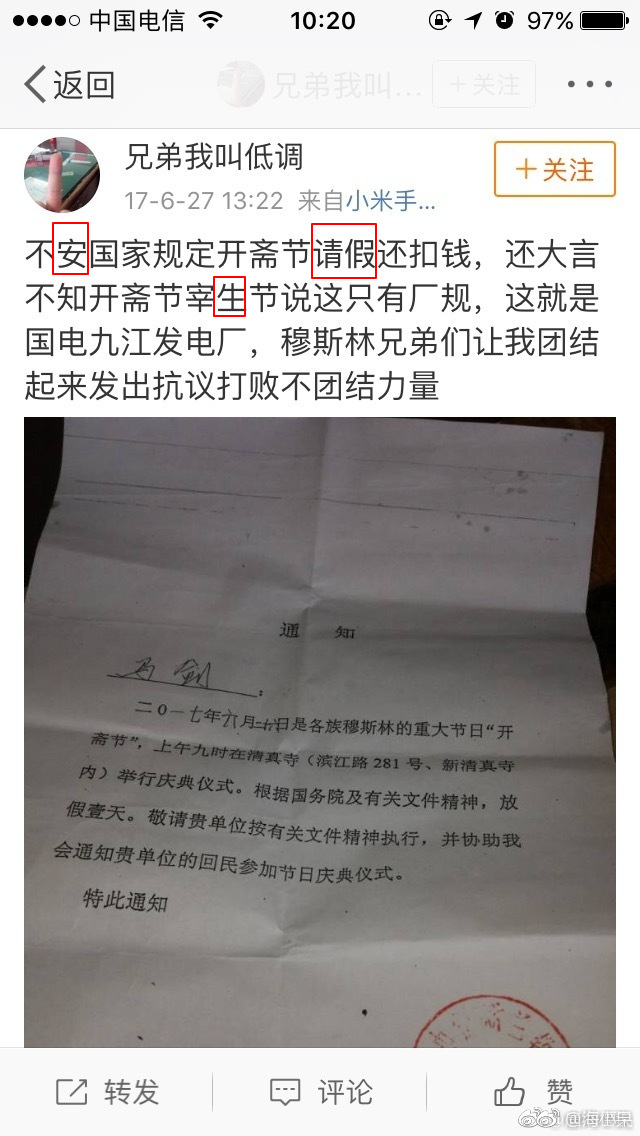 中国电信
10:20
97%
返回
兄弟我叫...
+关注
兄弟我叫低调
+关注
17-6-27 13:22 来自小米手...
不安国家规定开斋节请假还扣钱，还大言
不知开斋节宰生节说这只有厂规，这就是
国电九江发电厂，穆斯林兄弟们让我团结
起来发出抗议打败不团结力量
通 知
马剑：
二0一七年六月二十六日是各族穆斯林的重大节日“开
斋节”，上午九时在清真寺（滨江路281号、新清真寺
内）举行庆典仪式。根据国务院及有关文件精神，放
假壹天。敬请贵单位按有关文件精神执行，并协助我
会通知贵单位的回民参加节日庆典仪式。
特此通知
转发
评论
赞